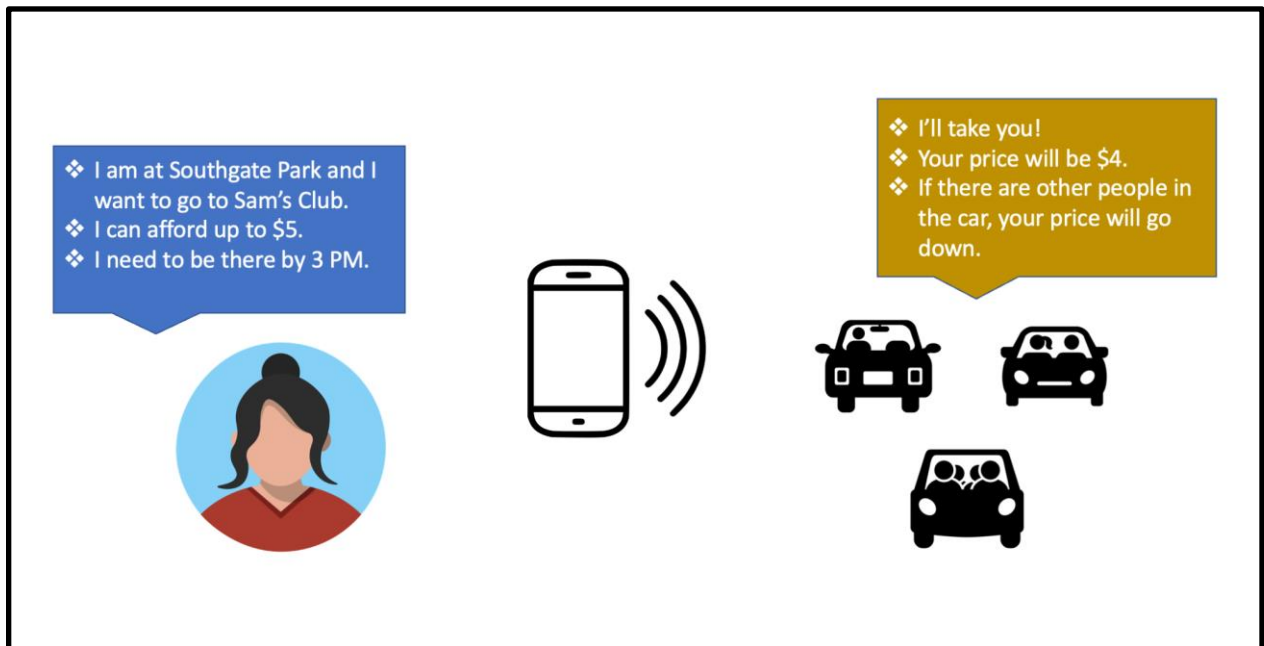 ❖ I am at Southgate Park and I
want to go to Sam's Club.
❖ I can afford up to $5.
❖ I need to be there by 3 PM.
❖ I'll take you!
❖ Your price will be $4.
❖ If there are other people in
the car, your price will go
down.